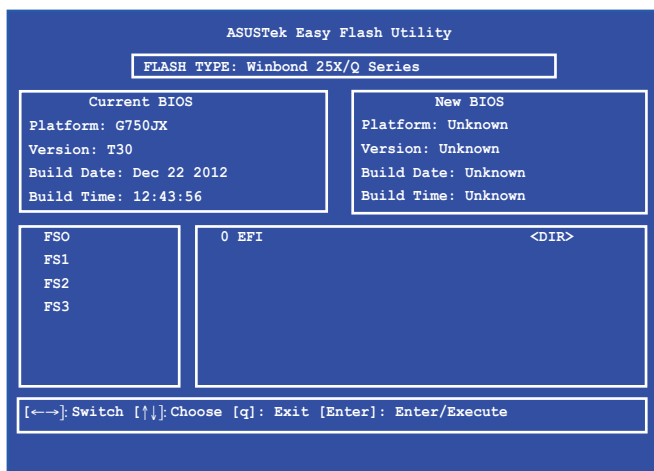 ASUSTek Easy Flash Utility
FLASH TYPE: Winbond 25X/Q Series
Current BIOS
Platform: G750JX
Version: T30
Build Date: Dec 22 2012
Build Time: 12:43:56
New BIOS
Platform: Unknown
Version: Unknown
Build Date: Unknown
Build Time: Unknown
FSO
FS1
FS2
FS3
0 EFI <DIR>
[←→]: Switch [↑↓]: Choose [q]: Exit [Enter]: Enter/Execute